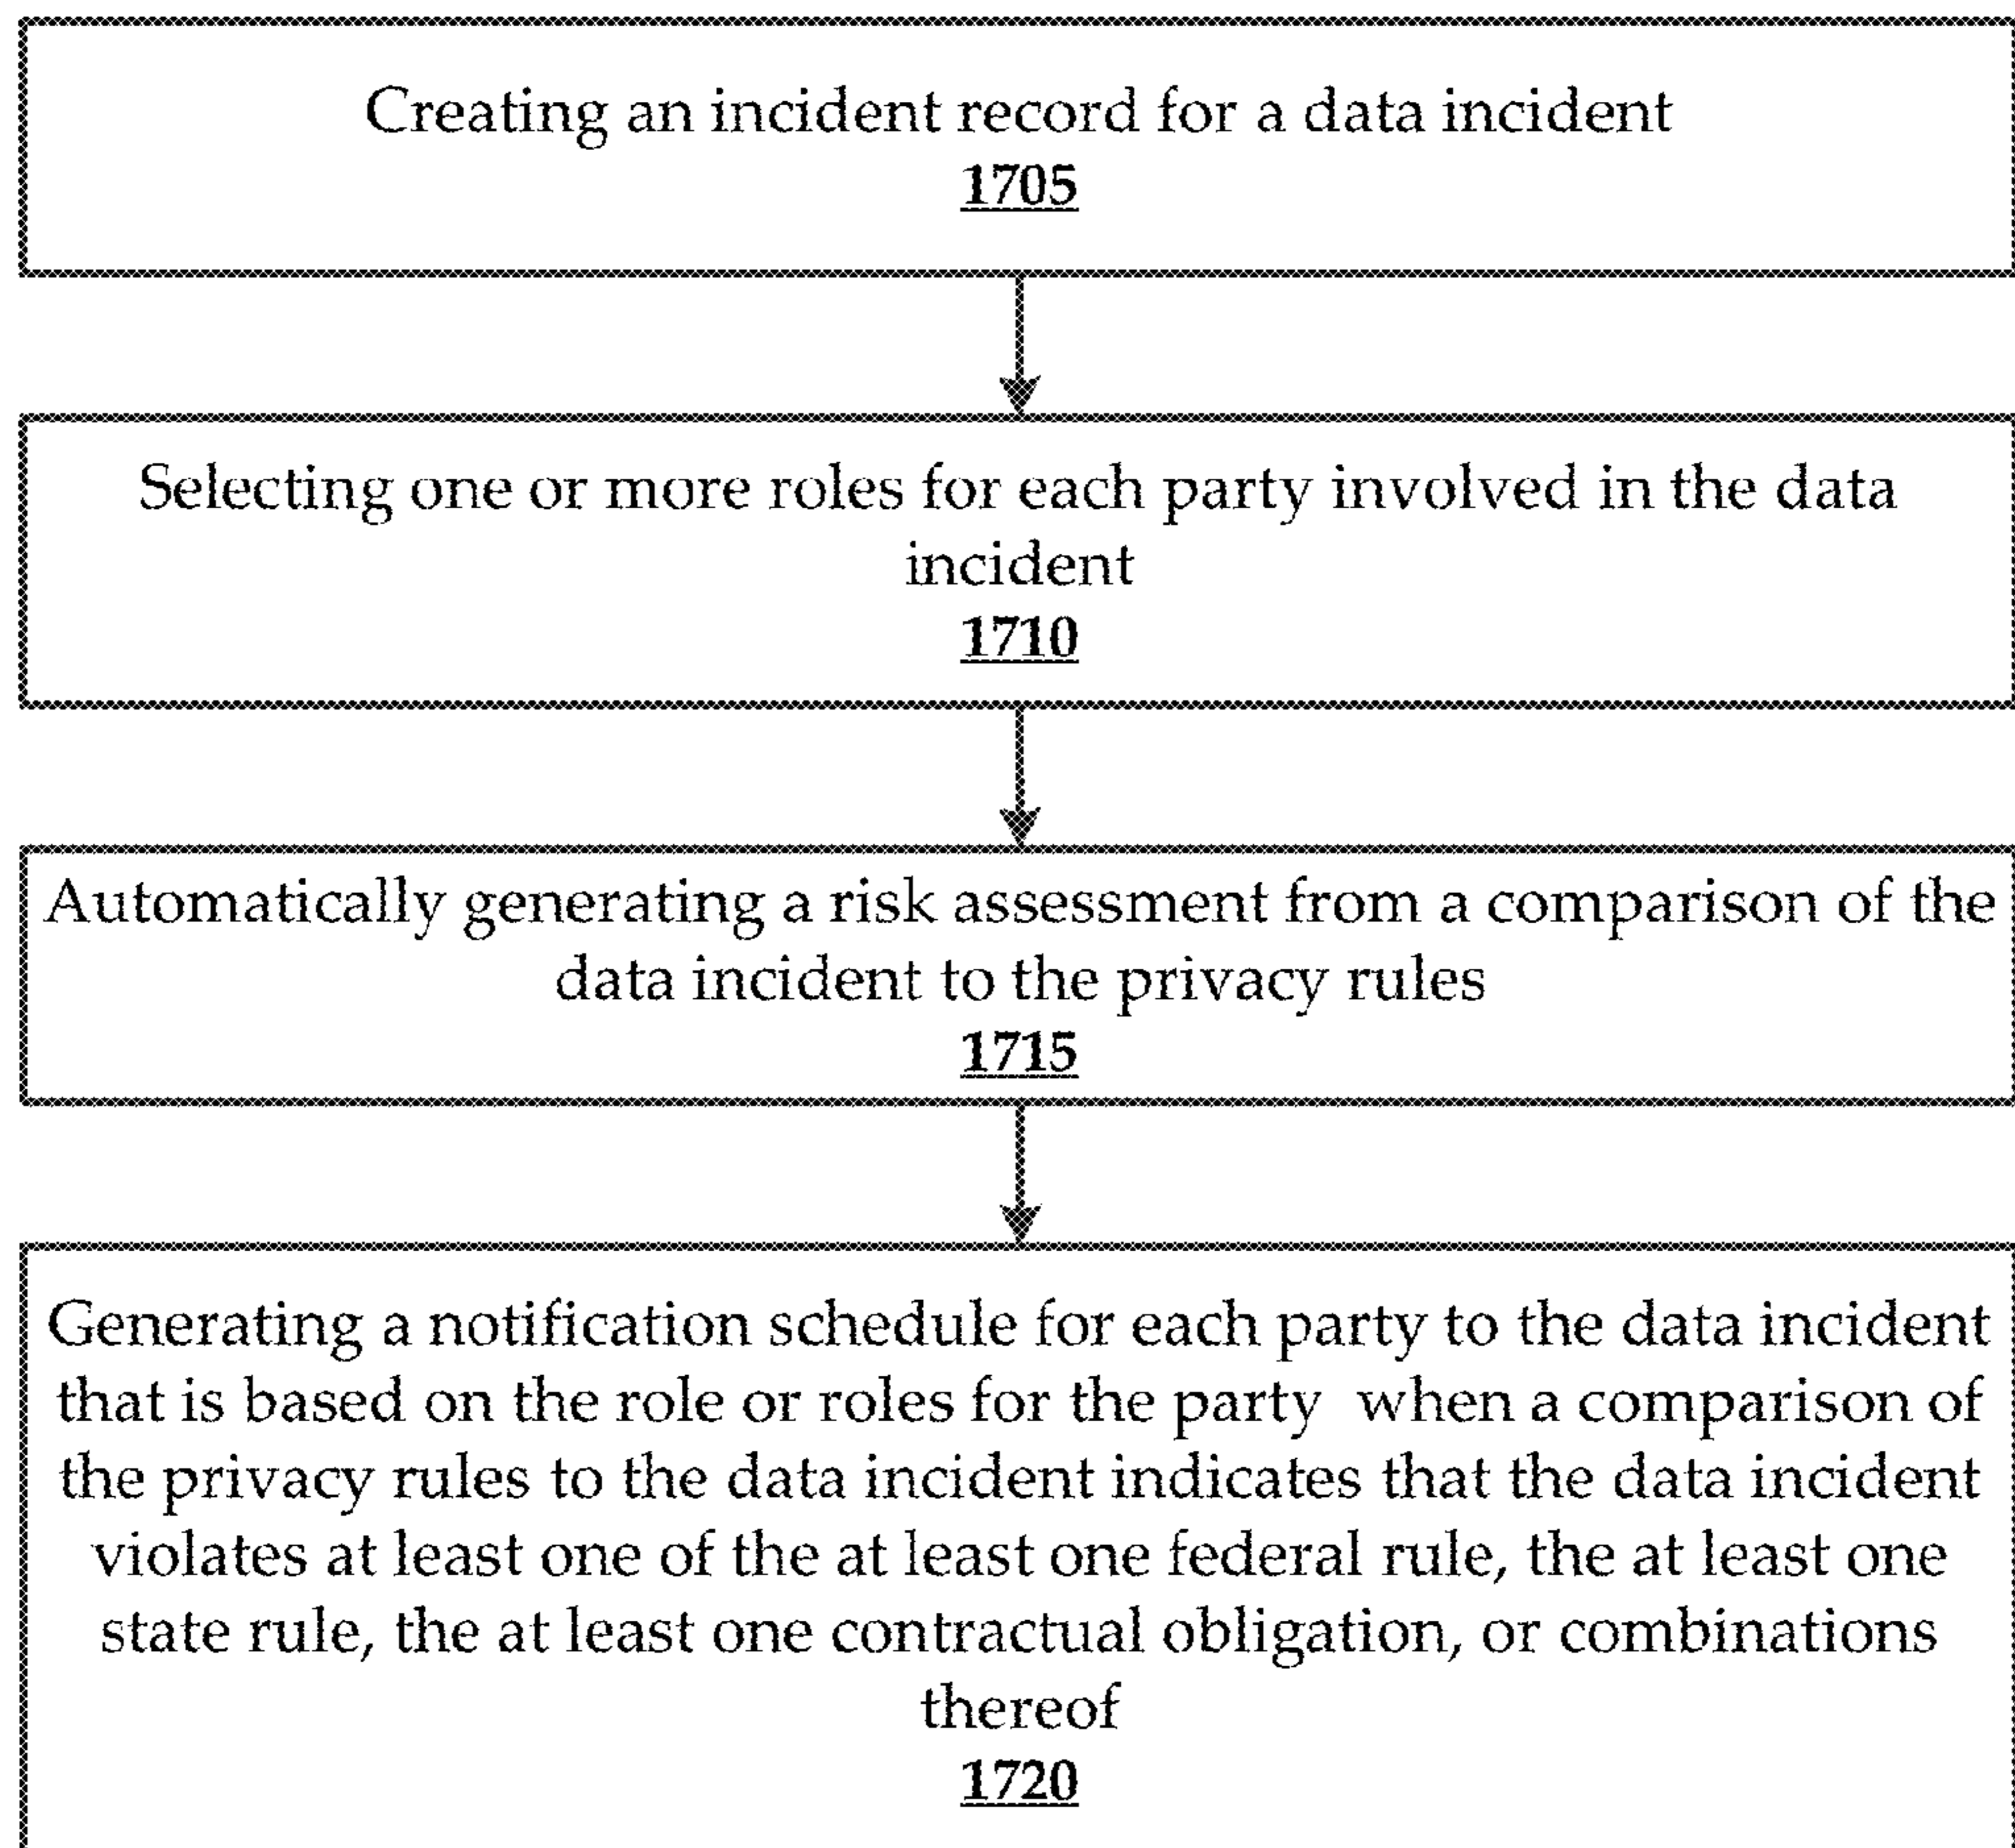 Creating an incident record for a data incident
1705
Selecting one or more roles for each party involved in the data
incident
1710
Automatically generating a risk assessment from a comparison of the
data incident to the privacy rules
1715
Generating a notification schedule for each party to the data incident
that is based on the role or roles for the party when a comparison of
the privacy rules to the data incident indicates that the data incident
violates at least one of the at least one federal rule, the at least one
state rule, the at least one contractual obligation, or combinations
thereof
1720